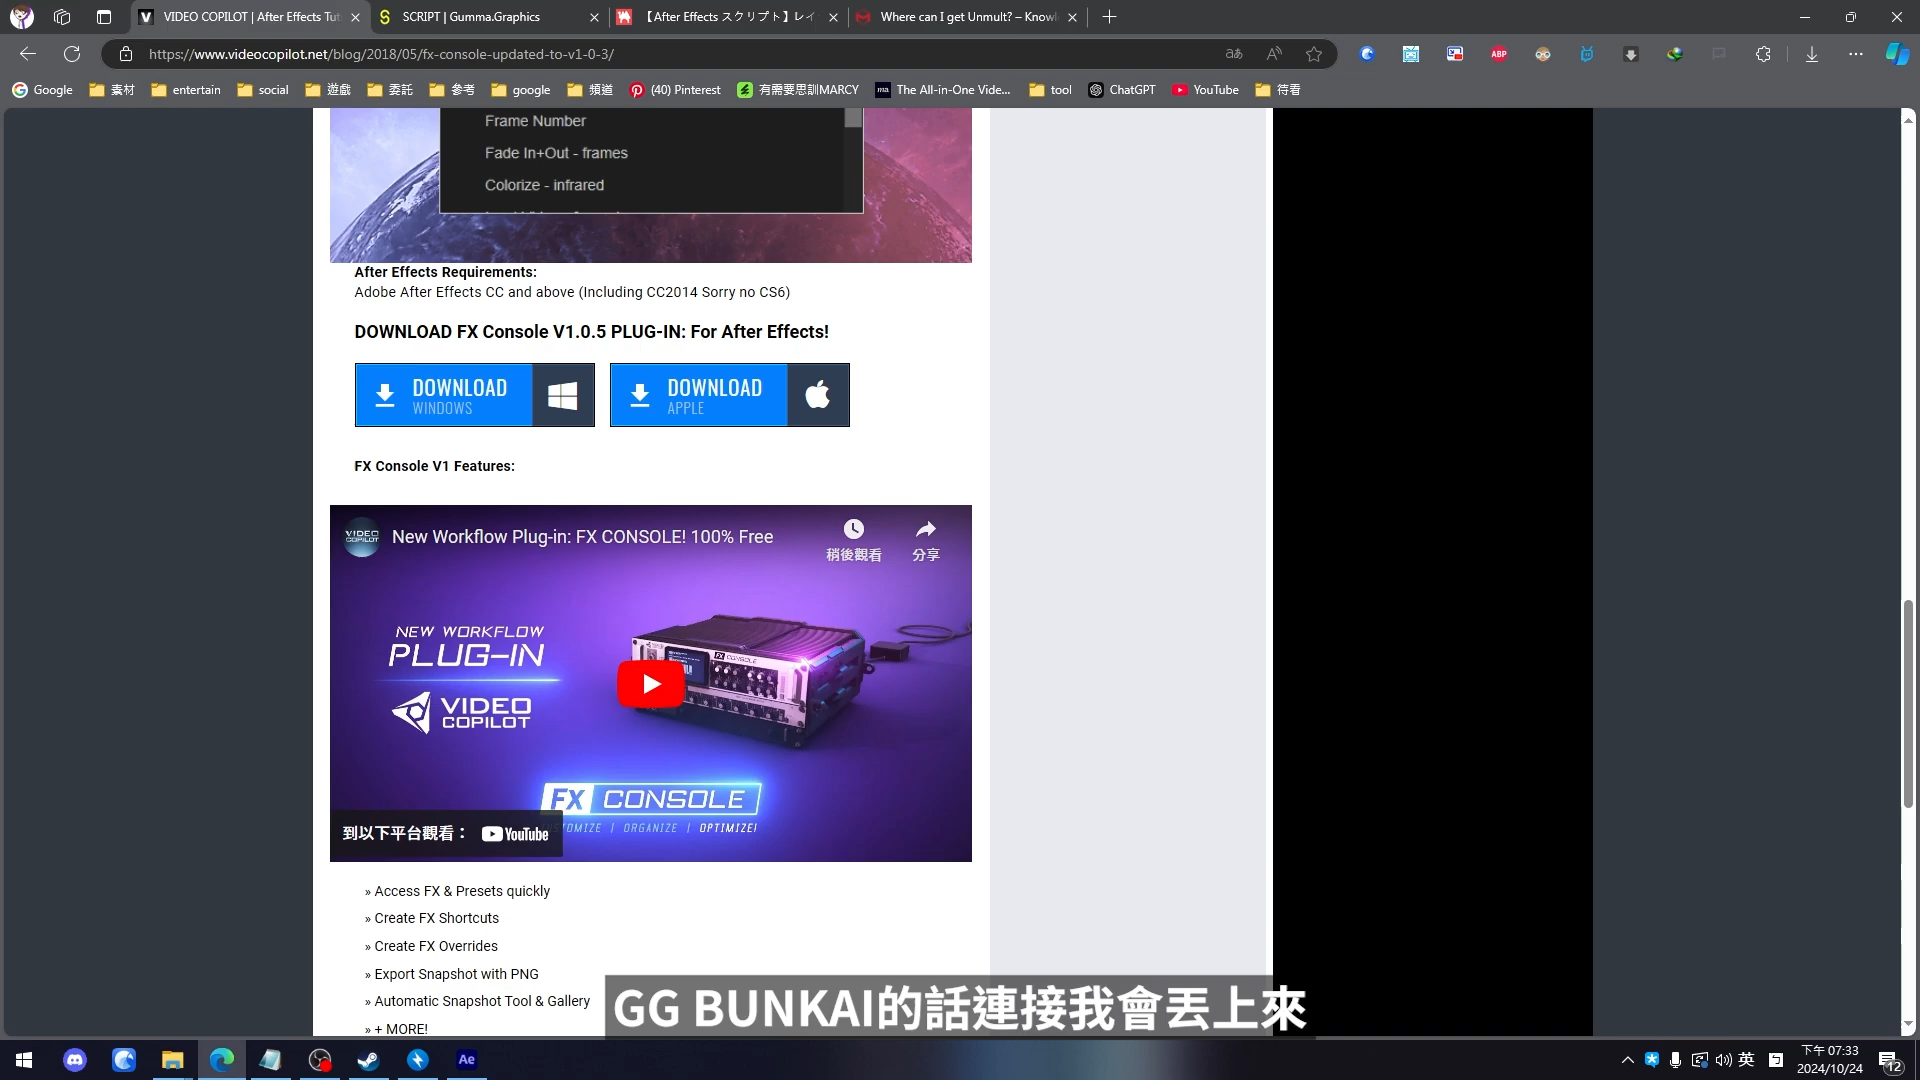 VIDEO COPILOT | After Effects Tut
SCRIPT | Gumma.Graphics
【After Effects スクリプト】レイ
Where can I get Unmult? – Knowl
https://www.videocopilot.net/blog/2018/05/fx-console-updated-to-v1-0-3/
Google
素材
entertain
social
遊戲
委託
參考
google
頻道
(40) Pinterest
有需要思訓MARCY
The All-in-One Vide...
tool
ChatGPT
YouTube
待看
Frame Number
Fade In+Out - frames
Colorize - infrared
After Effects Requirements:
Adobe After Effects CC and above (Including CC2014 Sorry no CS6)
DOWNLOAD FX Console V1.0.5 PLUG-IN: For After Effects!
DOWNLOAD
WINDOWS
DOWNLOAD
APPLE
FX Console V1 Features:
VIDEO
COPILOT
New Workflow Plug-in: FX CONSOLE! 100% Free
稍後觀看
分享
NEW WORKFLOW
PLUG-IN
VIDEO
COPILOT
FX CONSOLE
FX CONSOLE
STOMIZE | ORGANIZE | OPTIMIZE!
到以下平台觀看：
YouTube
» Access FX & Presets quickly
» Create FX Shortcuts
» Create FX Overrides
» Export Snapshot with PNG
» Automatic Snapshot Tool & Gallery
» + MORE!
GG BUNKAI的話連接我會丟上來
Ae
英
下午 07:33
2024/10/24
12